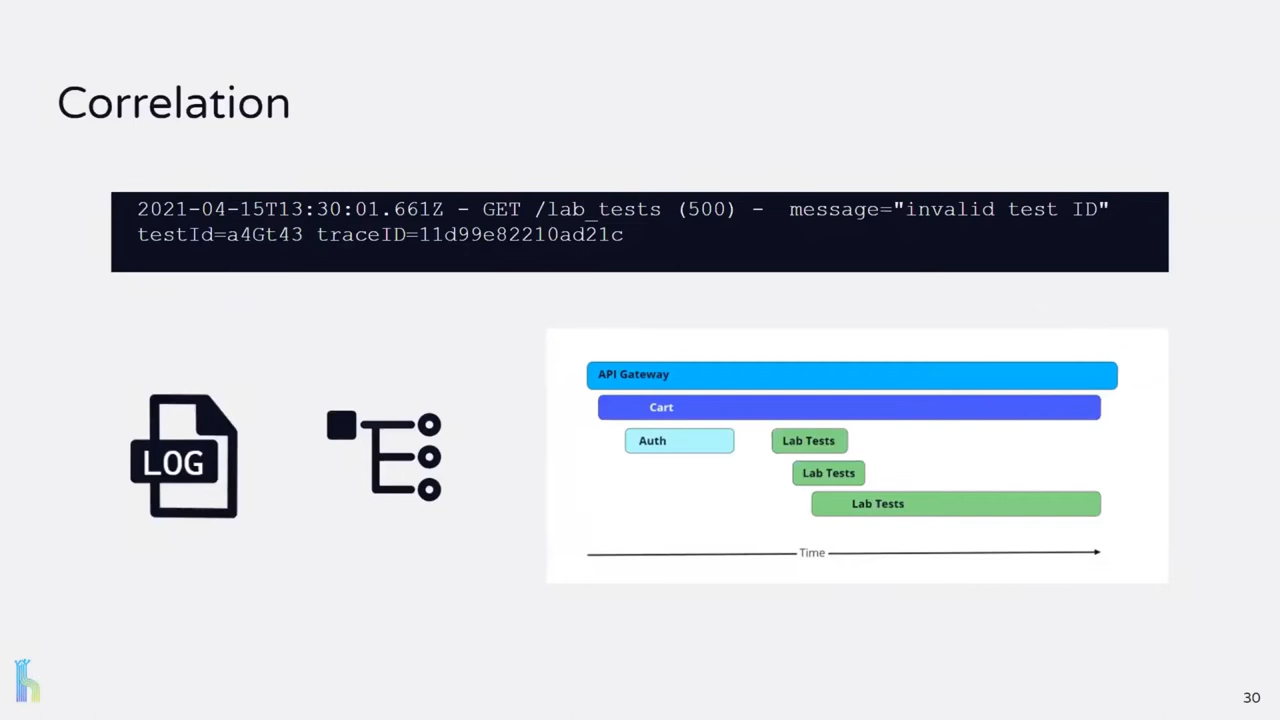 Correlation
2021-04-15T13:30:01.661Z - GET /lab_tests (500) - message="invalid test ID"
testId=a4Gt43 traceID=11d99e82210ad21c
LOG
API Gateway
Cart
Auth
Lab Tests
Lab Tests
Lab Tests
Time
30